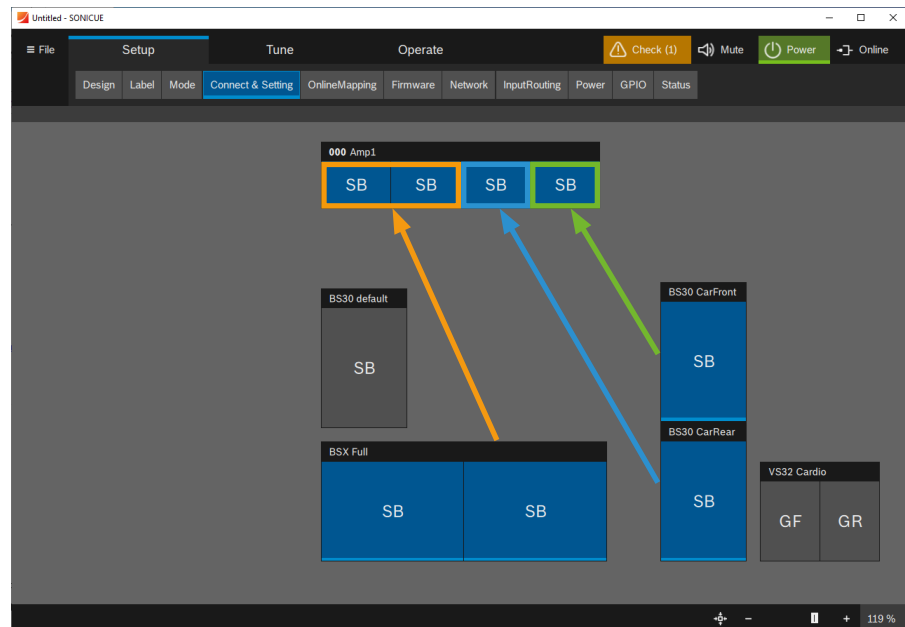 Untitled - SONICUE
≡ File Setup Tune Operate Check (1) Mute Power Online
Design Label Mode Connect & Setting OnlineMapping Firmware Network InputRouting Power GPIO Status
000 Amp1
SB SB SB SB
BS30 CarFront
BS30 default
SB
SB
BS30 CarRear
BSX Full
VS32 Cardio
SB SB SB
GF GR
119 %